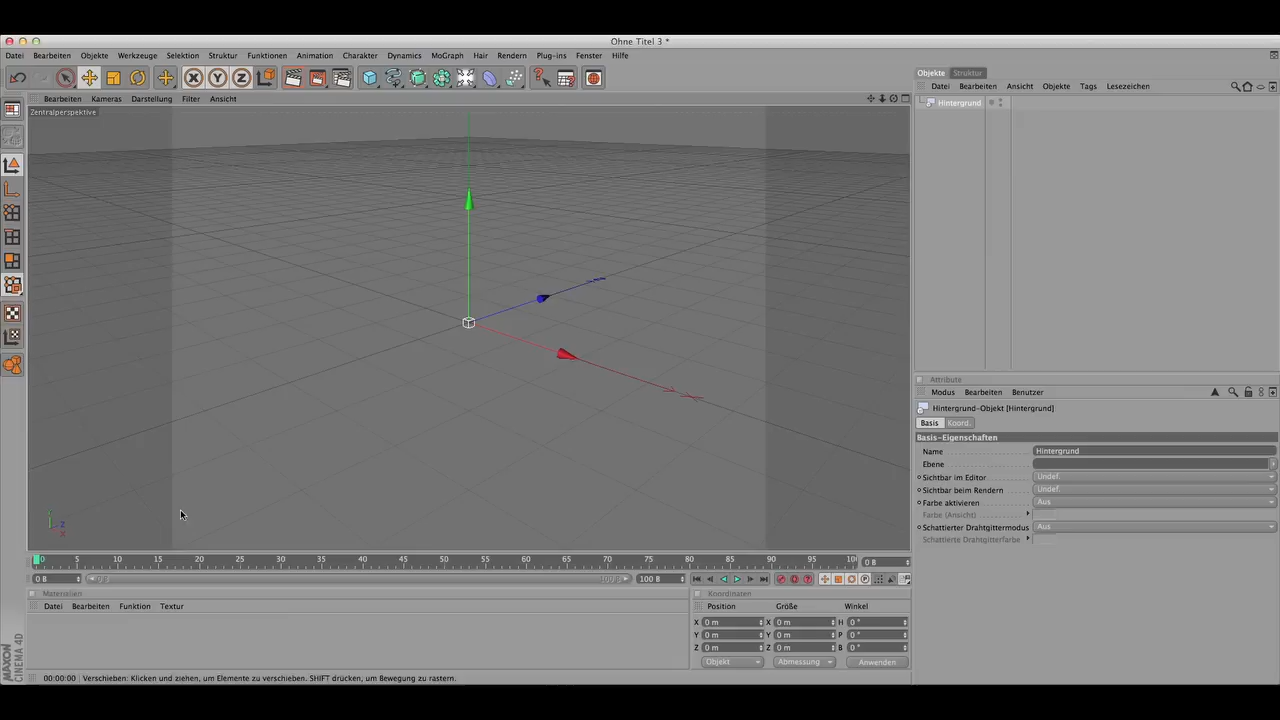 Ohne Titel 3 *
Datei Bearbeiten Objekte Werkzeuge Selektion Struktur Funktionen Animation Charakter Dynamics MoGraph Hair Rendern Plug-ins Fenster Hilfe
X Y Z
Objekte Struktur
Bearbeiten Kameras Darstellung Filter Ansicht
Datei Bearbeiten Ansicht Objekte Tags Lesezeichen
Zentralperspektive
Hintergrund
Attribute
Modus Bearbeiten Benutzer
Hintergrund-Objekt [Hintergrund]
Basis Koord.
Basis-Eigenschaften
Name Hintergrund
Ebene
Sichtbar im Editor Undef.
Sichtbar beim Rendern Undef.
Farbe aktivieren Aus
Farbe (Ansicht)
Schattierter Drahtgittermodus Aus
Schattierte Drahtgitterfarbe
Y Z X
0 5 10 15 20 25 30 35 40 45 50 55 60 65 70 75 80 85 90 95 100 0 B
0 B 0 B 100 B 100 B
Materialien
Datei Bearbeiten Funktion Textur
Koordinaten
Position Größe Winkel
X 0 m X 0 m H 0 °
Y 0 m Y 0 m P 0 °
Z 0 m Z 0 m B 0 °
Objekt Abmessung Anwenden
MAXON CINEMA 4D
00:00:00 Verschieben: Klicken und ziehen, um Elemente zu verschieben. SHIFT drücken, um Bewegung zu rastern.